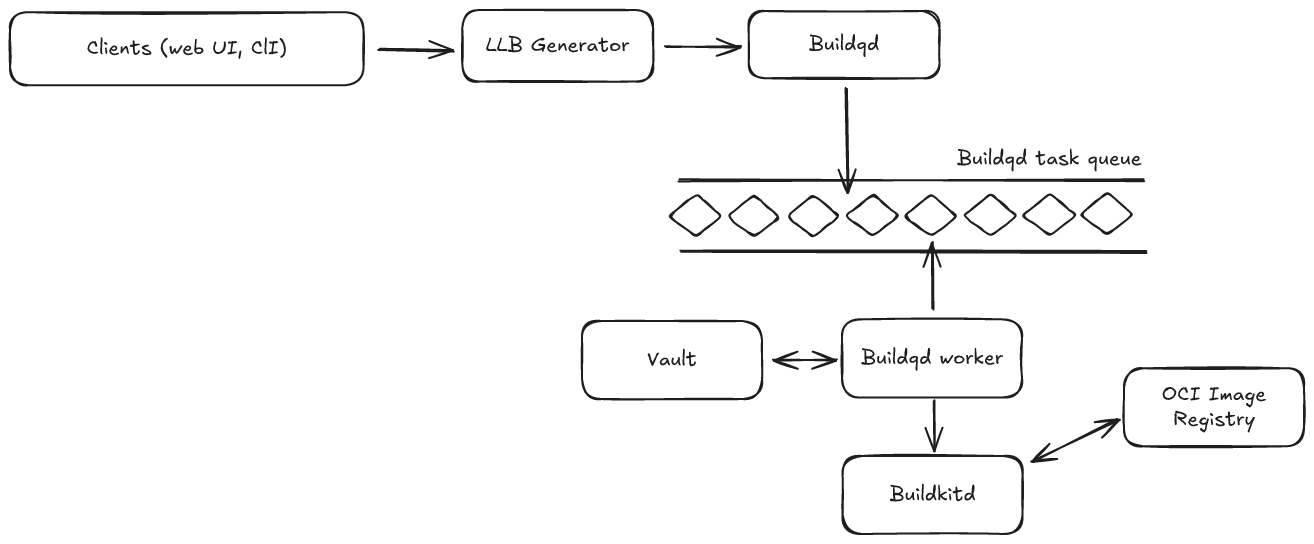 Clients (web UI, ClI)
LLB Generator
Buildqd
Buildqd task queue
Vault
Buildqd worker
OCI Image
Registry
Buildkitd